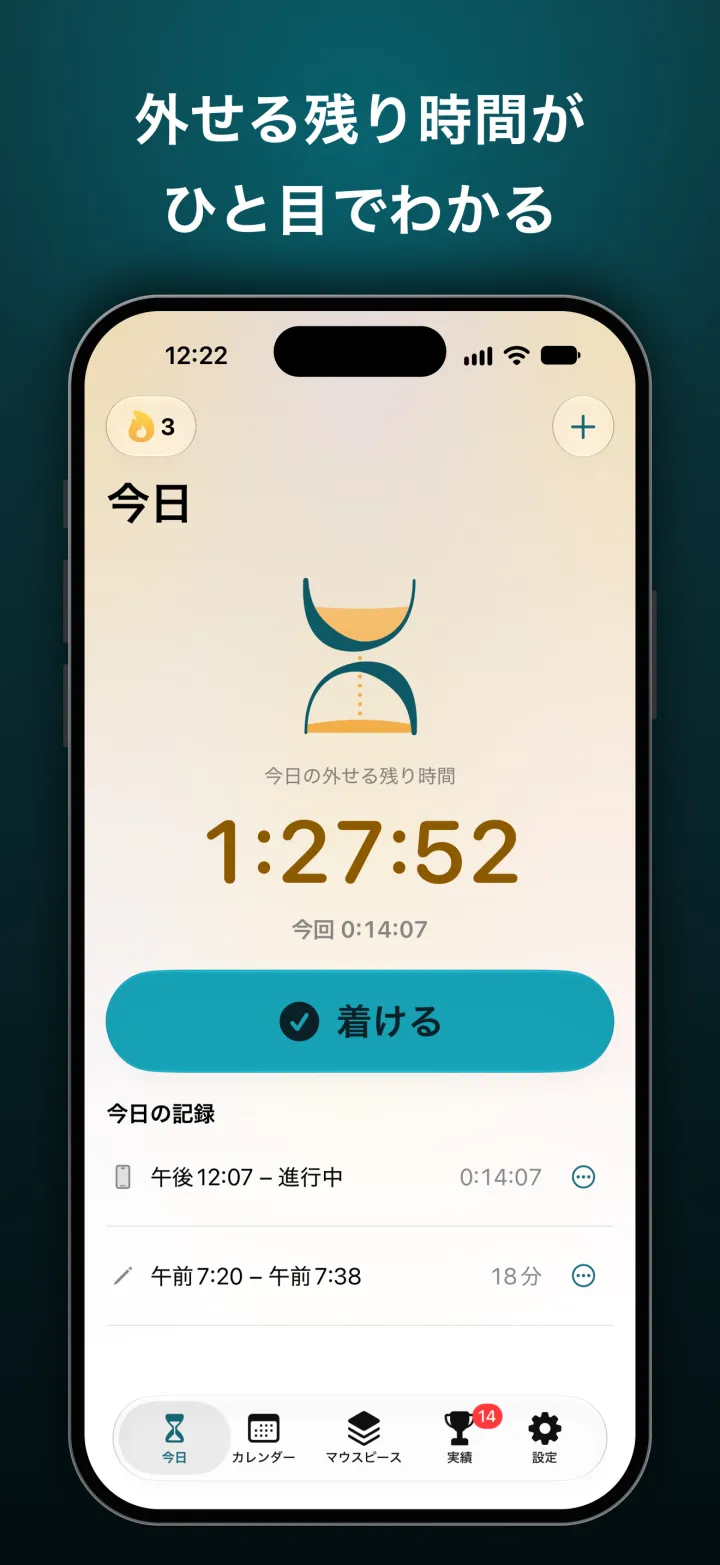 外せる残り時間が
ひと目でわかる
12:22
3
今日
今日の外せる残り時間
1:27:52
今回 0:14:07
着ける
今日の記録
午後12:07 – 進行中 0:14:07
午前7:20 – 午前7:38 18分
14
今日 カレンダー マウスピース 実績 設定